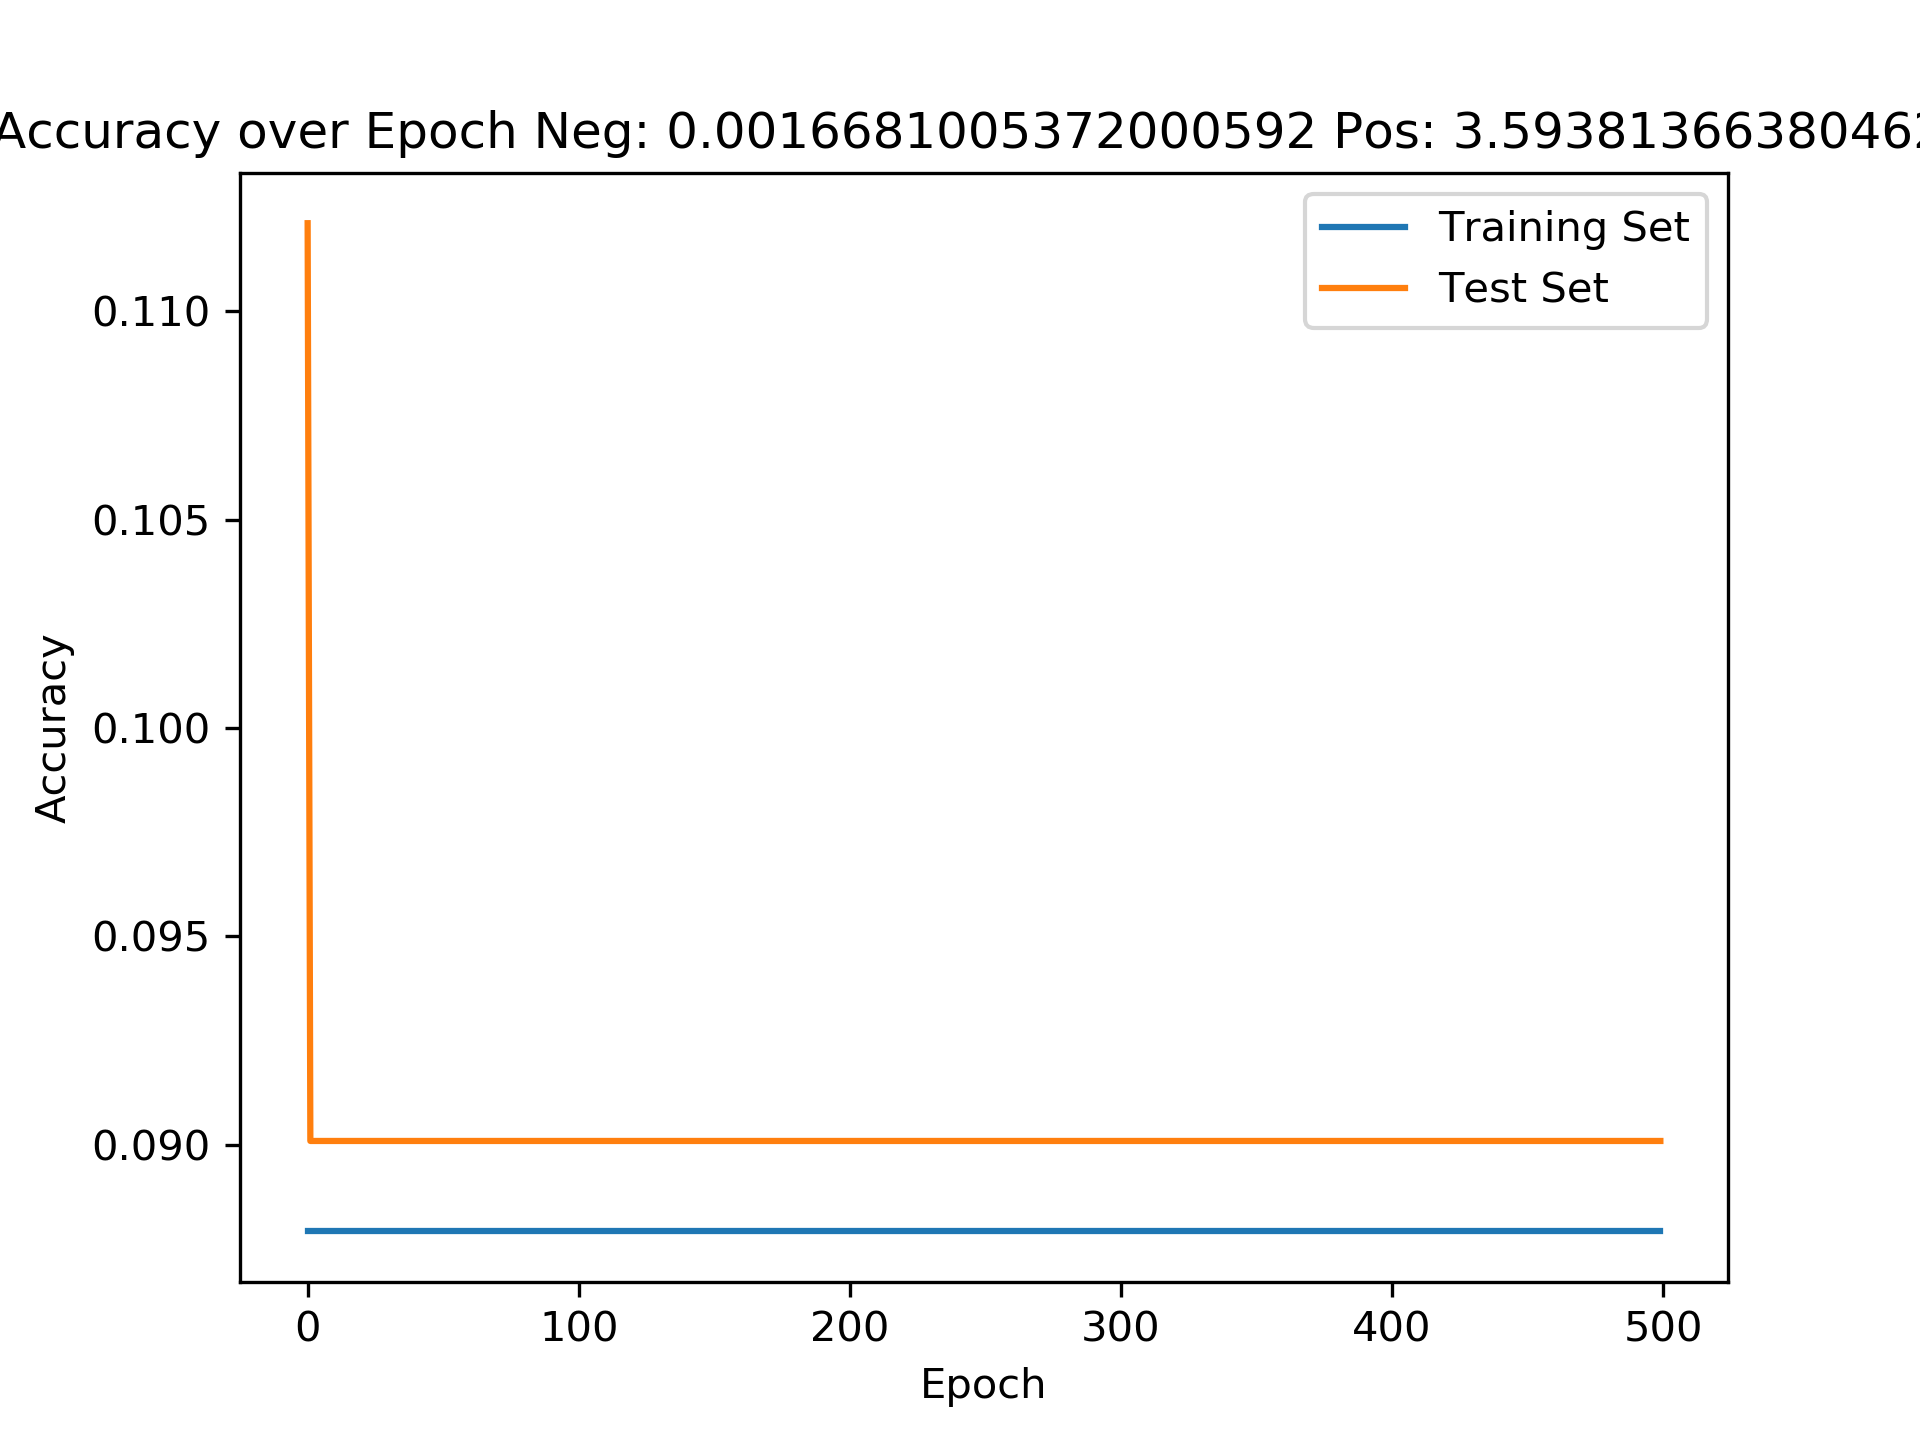 Accuracy over Epoch Neg: 0.0016681005372000592 Pos: 3.59381366380462
Training Set
Test Set
0.110
0.105
0.100
0.095
0.090
Accuracy
0 100 200 300 400 500
Epoch